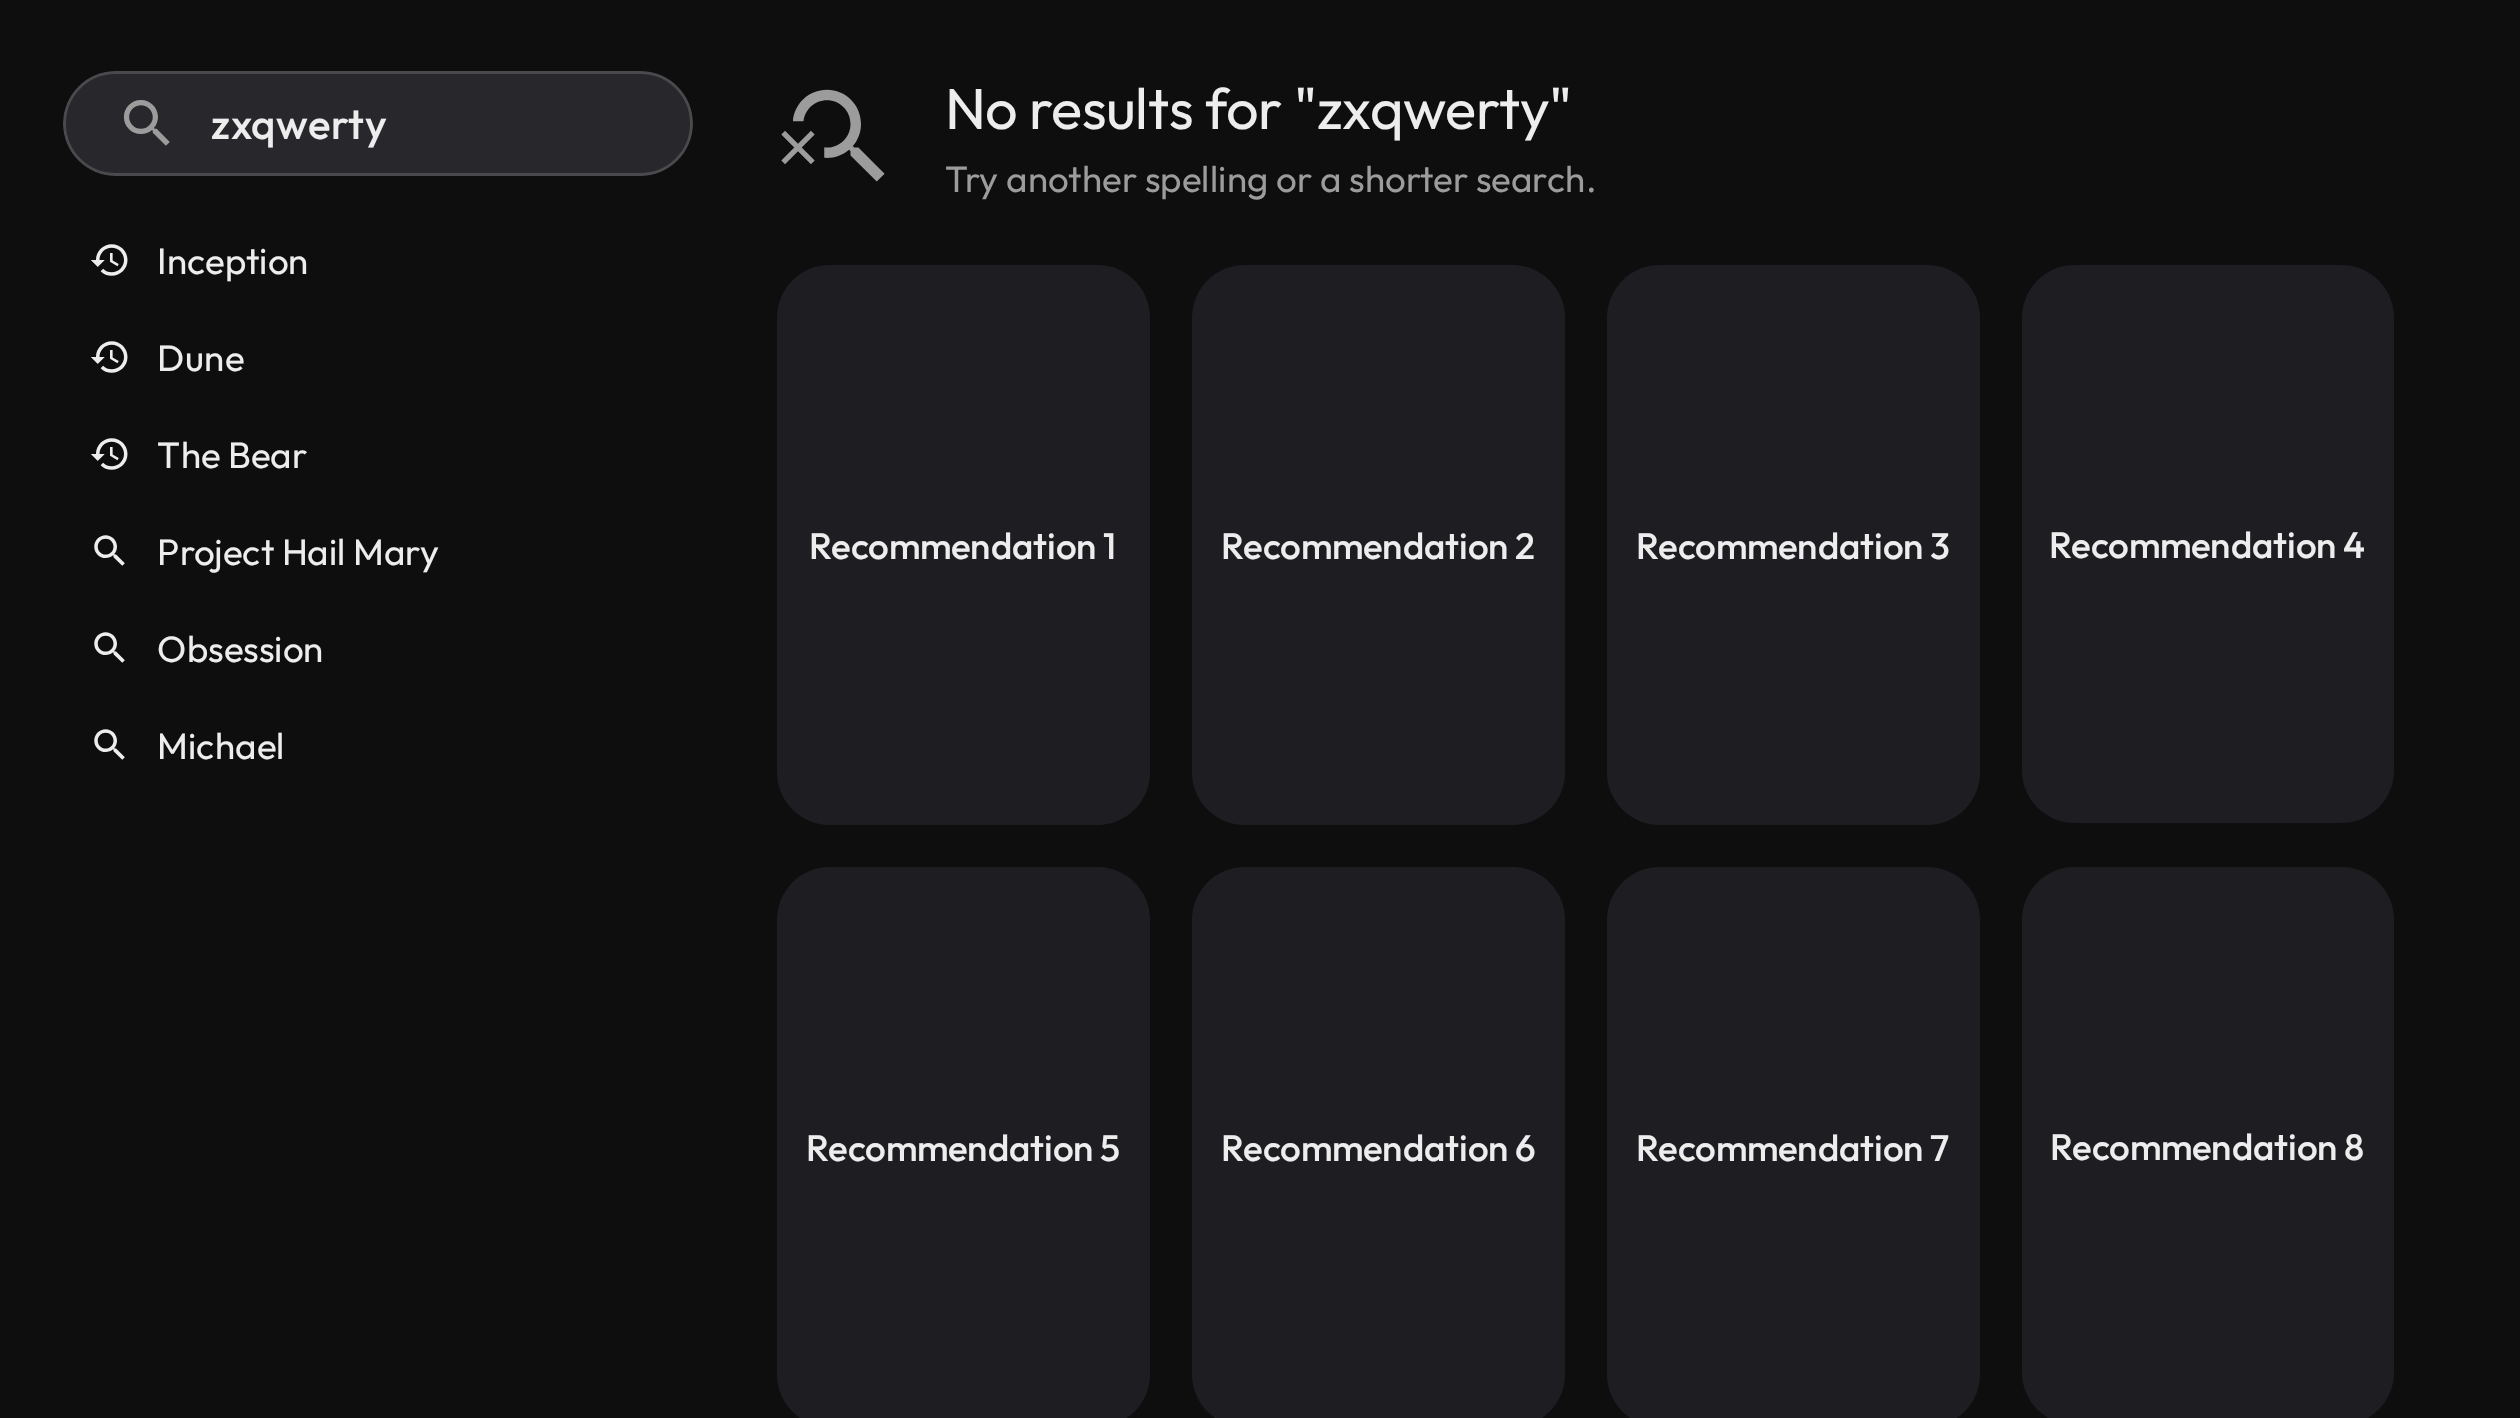 zxqwerty
Inception
Dune
The Bear
Project Hail Mary
Obsession
Michael
No results for "zxqwerty"
Try another spelling or a shorter search.
Recommendation 1
Recommendation 2
Recommendation 3
Recommendation 4
Recommendation 5
Recommendation 6
Recommendation 7
Recommendation 8